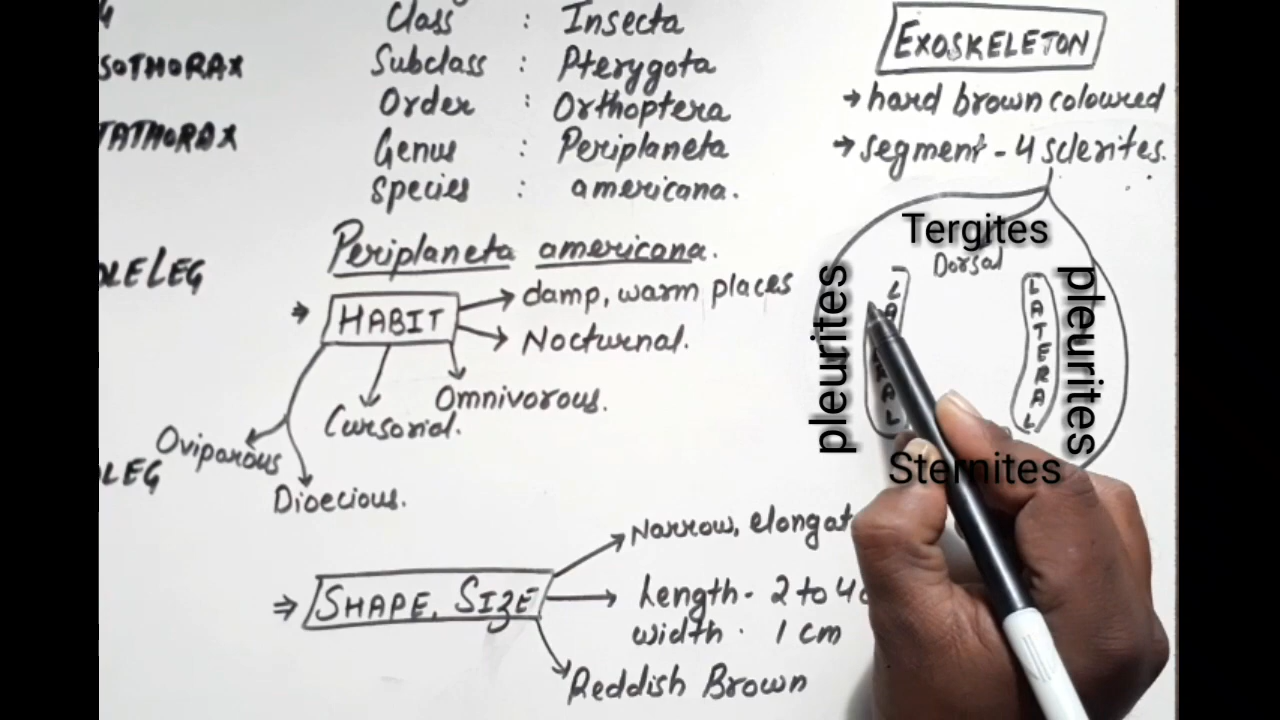 SOTHORAX
TATHORAX
LEG
LEG
Class : Insecta
Subclass : Pterygota
Order : Orthoptera
Genus : Periplaneta
Species : americana.
Periplaneta americana.
⇒ HABIT
→ damp, warm places
→ Nocturnal.
Omnivorous.
Cursorial.
Oviparous
Dioecious.
⇒ SHAPE, SIZE
Narrow, elongat
→ Length - 2 to 4
width - 1 cm
Reddish Brown
EXOSKELETON
→ hard brown coloured
→ segment - 4 sclerites.
Tergites
Dorsal
pleurites
LATERAL
pleurites
Sternites